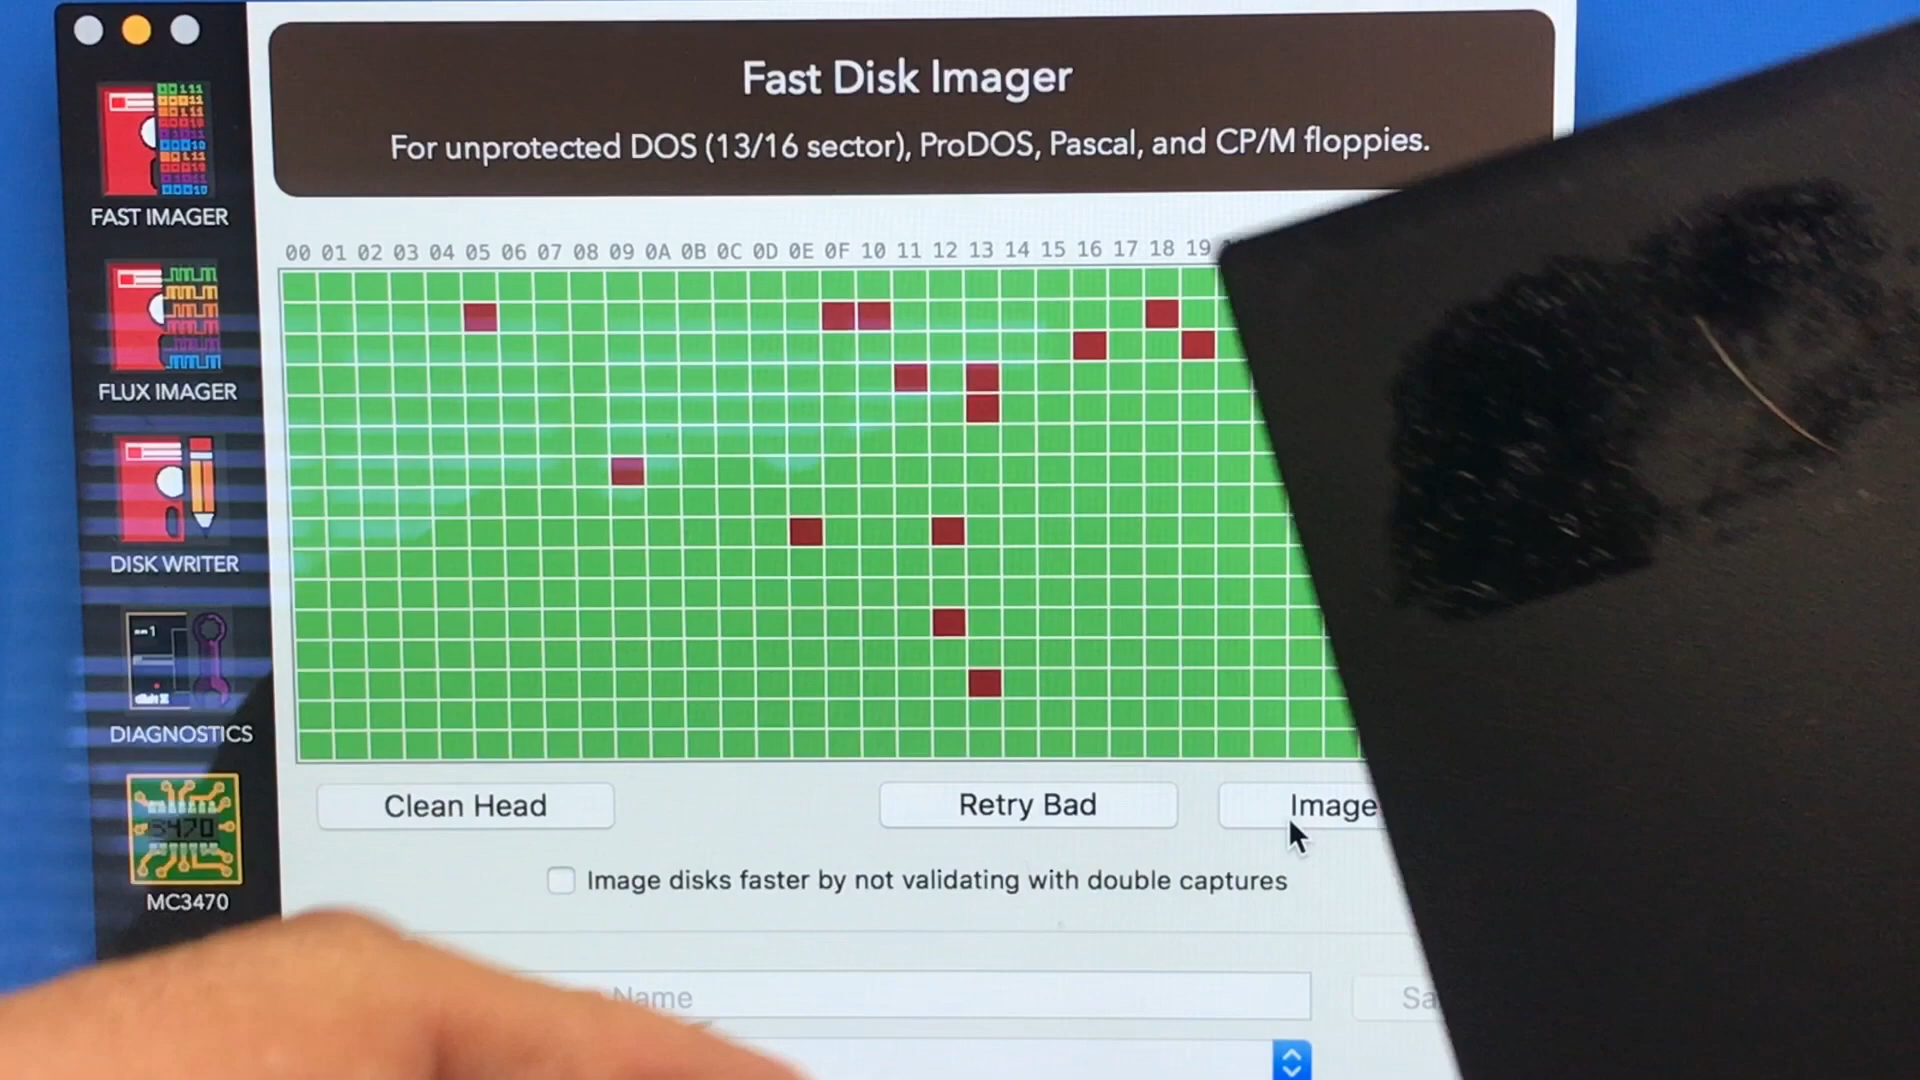 Fast Disk Imager
For unprotected DOS (13/16 sector), ProDOS, Pascal, and CP/M floppies.
FAST IMAGER
FLUX IMAGER
DISK WRITER
DIAGNOSTICS
3470
MC3470
00 01 02 03 04 05 06 07 08 09 0A 0B 0C 0D 0E 0F 10 11 12 13 14 15 16 17 18 19
Clean Head
Retry Bad
Image
Image disks faster by not validating with double captures
Name
Sa